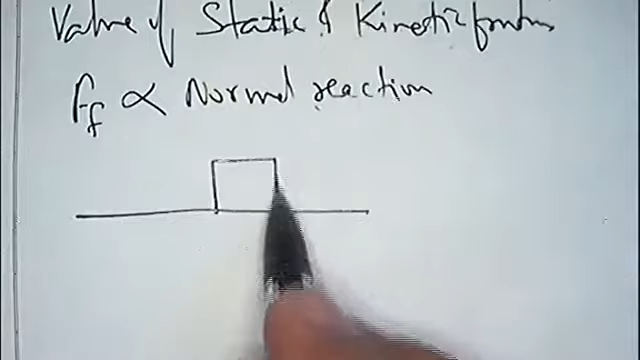 Value of Static & Kinetic friction
Ff ∝ Normal reaction